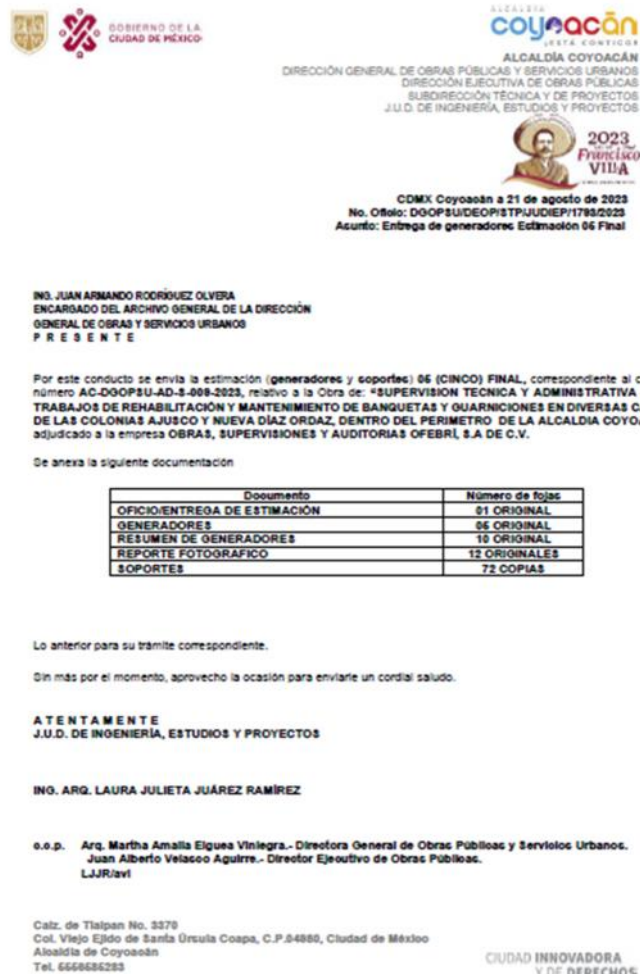 GOBIERNO DE LA
CIUDAD DE MÉXICO
ALCALDÍA
coyoacán
¡ESTÁ CONTIGO!
ALCALDÍA COYOACÁN
DIRECCIÓN GENERAL DE OBRAS PÚBLICAS Y SERVICIOS URBANOS
DIRECCIÓN EJECUTIVA DE OBRAS PÚBLICAS
SUBDIRECCIÓN TÉCNICA Y DE PROYECTOS
J.U.D. DE INGENIERÍA, ESTUDIOS Y PROYECTOS
2023
Francisco
VILLA
CDMX Coyoacán a 21 de agosto de 2023
No. Oficio: DGOPSU/DEOP/STP/JUDIEP/1793/2023
Asunto: Entrega de generadores Estimación 05 Final
ING. JUAN ARMANDO RODRÍGUEZ OLVERA
ENCARGADO DEL ARCHIVO GENERAL DE LA DIRECCIÓN
GENERAL DE OBRAS Y SERVICIOS URBANOS
P R E S E N T E
Por este conducto se envía la estimación (generadores y soportes) 05 (CINCO) FINAL, correspondiente al
número AC-DGOPSU-AD-S-009-2023, relativo a la Obra de: "SUPERVISION TECNICA Y ADMINISTRATIVA
TRABAJOS DE REHABILITACIÓN Y MANTENIMIENTO DE BANQUETAS Y GUARNICIONES EN DIVERSAS
DE LAS COLONIAS AJUSCO Y NUEVA DÍAZ ORDAZ, DENTRO DEL PERIMETRO DE LA ALCALDIA
adjudicado a la empresa OBRAS, SUPERVISIONES Y AUDITORIAS OFEBRÍ, S.A DE C.V.
Se anexa la siguiente documentación
Documento Número de fojas
OFICIO/ENTREGA DE ESTIMACIÓN 01 ORIGINAL
GENERADORES 05 ORIGINAL
RESUMEN DE GENERADORES 10 ORIGINAL
REPORTE FOTOGRAFICO 12 ORIGINALES
SOPORTES 72 COPIAS
Lo anterior para su trámite correspondiente.
Sin más por el momento, aprovecho la ocasión para enviarle un cordial saludo.
A T E N T A M E N T E
J.U.D. DE INGENIERÍA, ESTUDIOS Y PROYECTOS
ING. ARQ. LAURA JULIETA JUÁREZ RAMÍREZ
c.c.p. Arq. Martha Amalia Elguea Viniegra.- Directora General de Obras Públicas y Servicios Urbanos.
Juan Alberto Velasco Aguirre.- Director Ejecutivo de Obras Públicas.
LJJR/avl
Calz. de Tlalpan No. 3370
Col. Viejo Ejido de Santa Úrsula Coapa, C.P.04980, Ciudad de México
Alcaldía de Coyoacán
Tel. 5556585283
CIUDAD INNOVADORA
Y DE DERECHOS